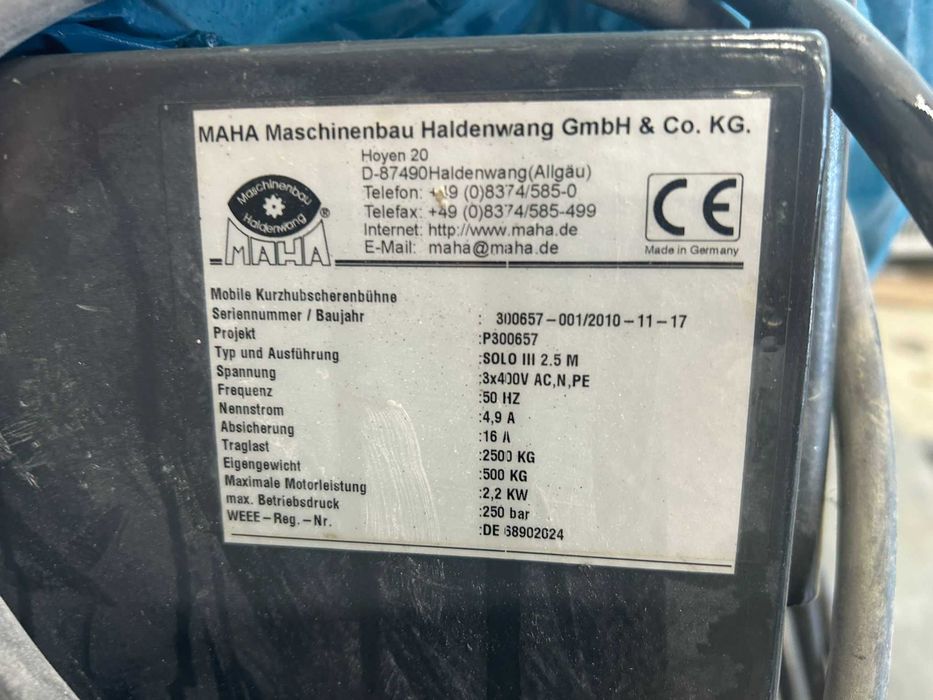 MAHA Maschinenbau Haldenwang GmbH & Co. KG.
Hoyen 20
D-87490Haldenwang(Allgäu)
Telefon: +49 (0)8374/585-0
Telefax: +49 (0)8374/585-499
Internet: http://www.maha.de
E-Mail: maha@maha.de
Maschinenbau
Haldenwang
MAHA ®
CE
Made in Germany
Mobile Kurzhubscherenbühne
Seriennummer / Baujahr : 300657-001/2010-11-17
Projekt :P300657
Typ und Ausführung :SOLO III 2.5 M
Spannung :3x400V AC,N,PE
Frequenz :50 HZ
Nennstrom :4,9 A
Absicherung :16 A
Traglast :2500 KG
Eigengewicht :500 KG
Maximale Motorleistung :2,2 KW
max. Betriebsdruck :250 bar
WEEE-Reg.-Nr. :DE 68902024